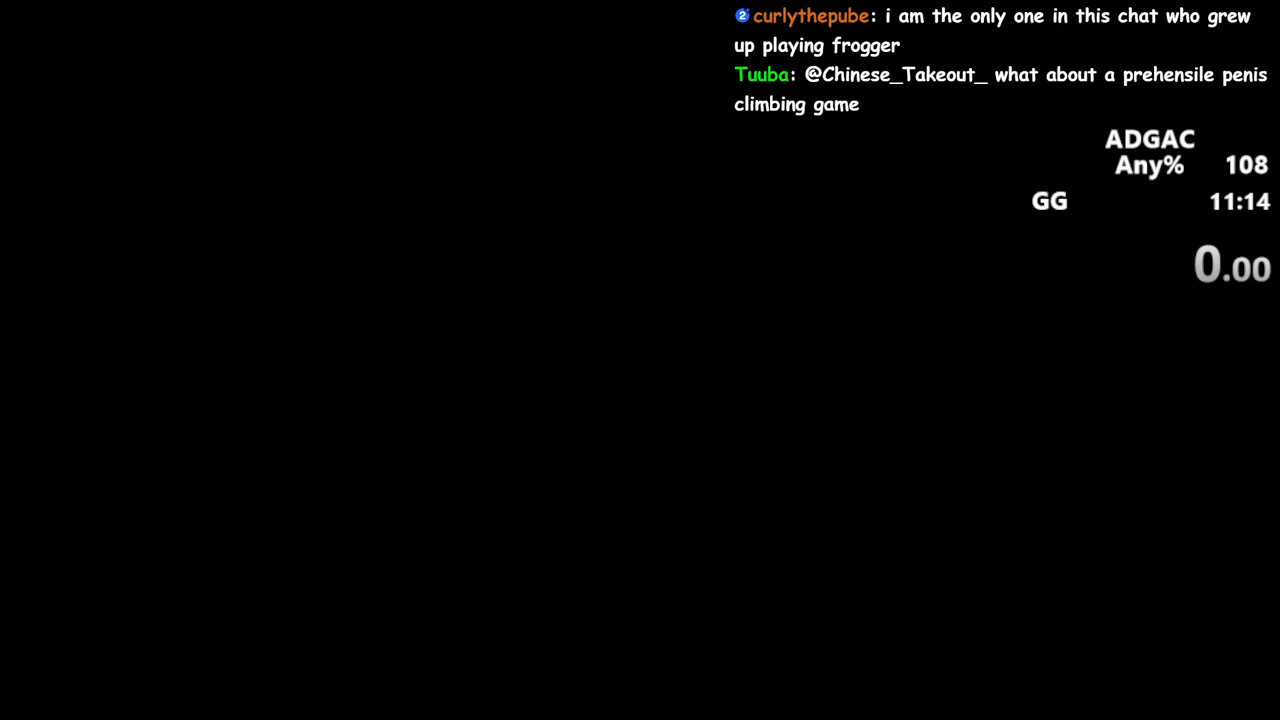 curlythepube: i am the only one in this chat who grew
up playing frogger
Tuuba: @Chinese_Takeout_ what about a prehensile penis
climbing game
ADGAC
Any% 108
GG 11:14
0.00